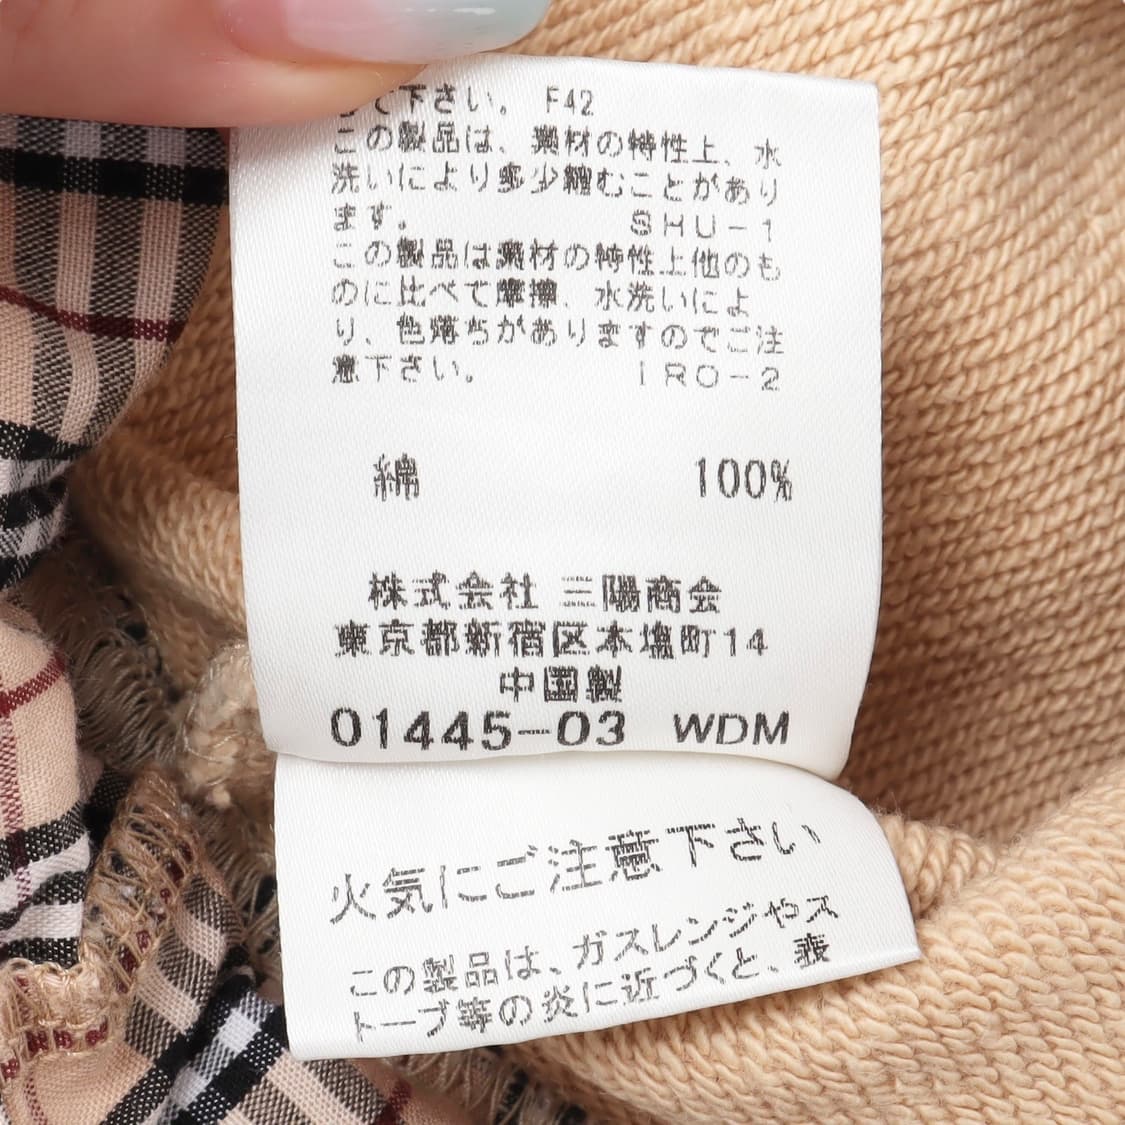 て下さい。 F42
この製品は、素材の特性上、水
洗いにより多少縮むことがあり
ます。 SHU-1
この製品は素材の特性上他のも
のに比べて摩擦、水洗いによ
り、色落ちがありますのでご注
意下さい。 IRO-2
綿 100%
株式会社 三陽商会
東京都新宿区本塩町14
中国製
01445-03 WDM
火気にご注意下さい
この製品は、ガスレンジやス
トーブ等の炎に近づくと、表